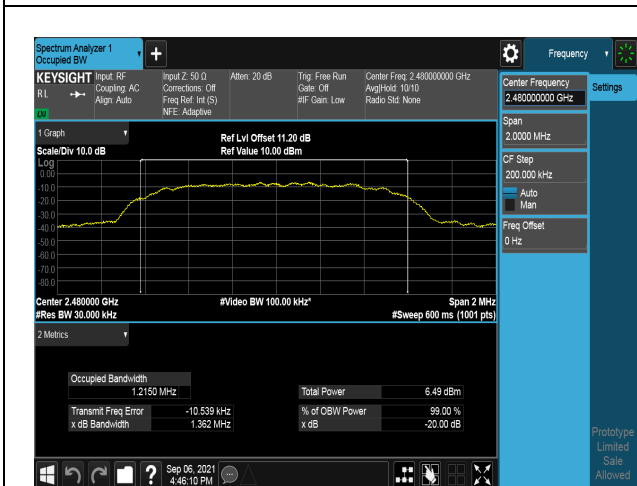 Spectrum Analyzer 1
Occupied BW
Frequency
KEYSIGHT Input: RF Input Z: 50 Ω Atten: 20 dB Trig: Free Run Center Freq: 2.480000000 GHz
RL Coupling: AC Corrections: Off Gate: Off Avg|Hold: 10/10
Align: Auto Freq Ref: Int (S) #IF Gain: Low Radio Std: None
NFE: Adaptive
Center Frequency
2.480000000 GHz
Settings
Span
2.0000 MHz
CF Step
200.000 kHz
Auto
Man
Freq Offset
0 Hz
1 Graph
Ref Lvl Offset 11.20 dB
Scale/Div 10.0 dB Ref Value 10.00 dBm
Log
0.00
-10.0
-20.0
-30.0
-40.0
-50.0
-60.0
-70.0
-80.0
Center 2.480000 GHz #Video BW 100.00 kHz* Span 2 MHz
#Res BW 30.000 kHz #Sweep 600 ms (1001 pts)
2 Metrics
Occupied Bandwidth
1.2150 MHz Total Power 6.49 dBm
Transmit Freq Error -10.539 kHz % of OBW Power 99.00 %
x dB Bandwidth 1.362 MHz x dB -20.00 dB
Prototype
Limited
Sale
Allowed
? Sep 06, 2021
4:46:10 PM